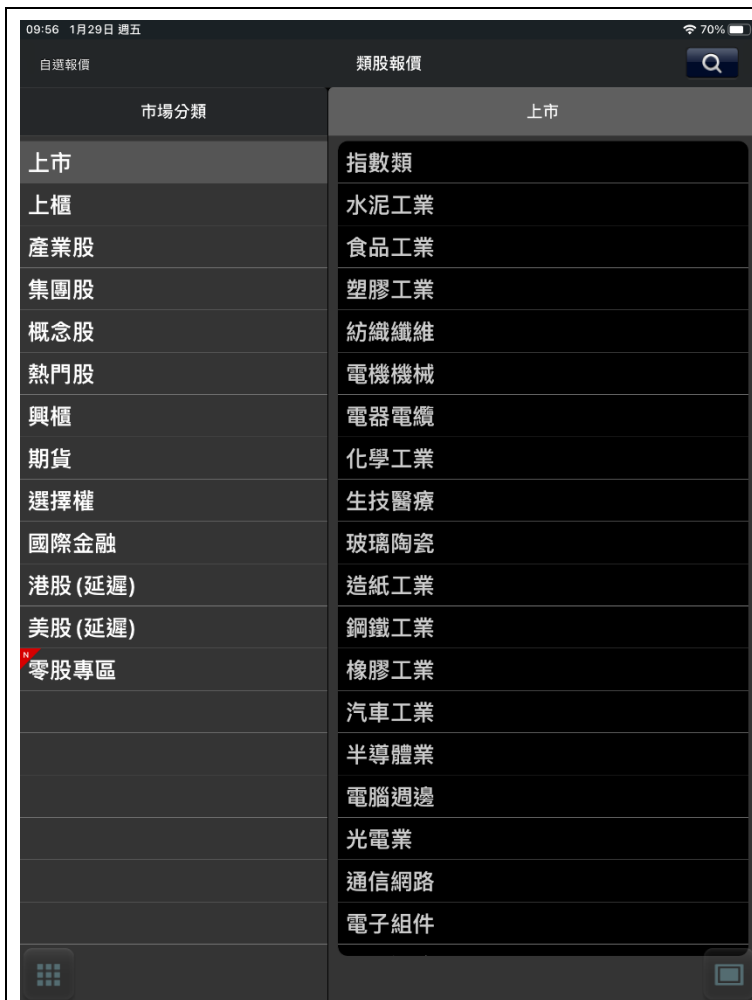 09:56 1月29日 週五 70%
自選報價 類股報價
市場分類
上市
上櫃
產業股
集團股
概念股
熱門股
興櫃
期貨
選擇權
國際金融
港股(延遲)
美股(延遲)
N
零股專區
上市
指數類
水泥工業
食品工業
塑膠工業
紡織纖維
電機機械
電器電纜
化學工業
生技醫療
玻璃陶瓷
造紙工業
鋼鐵工業
橡膠工業
汽車工業
半導體業
電腦週邊
光電業
通信網路
電子組件